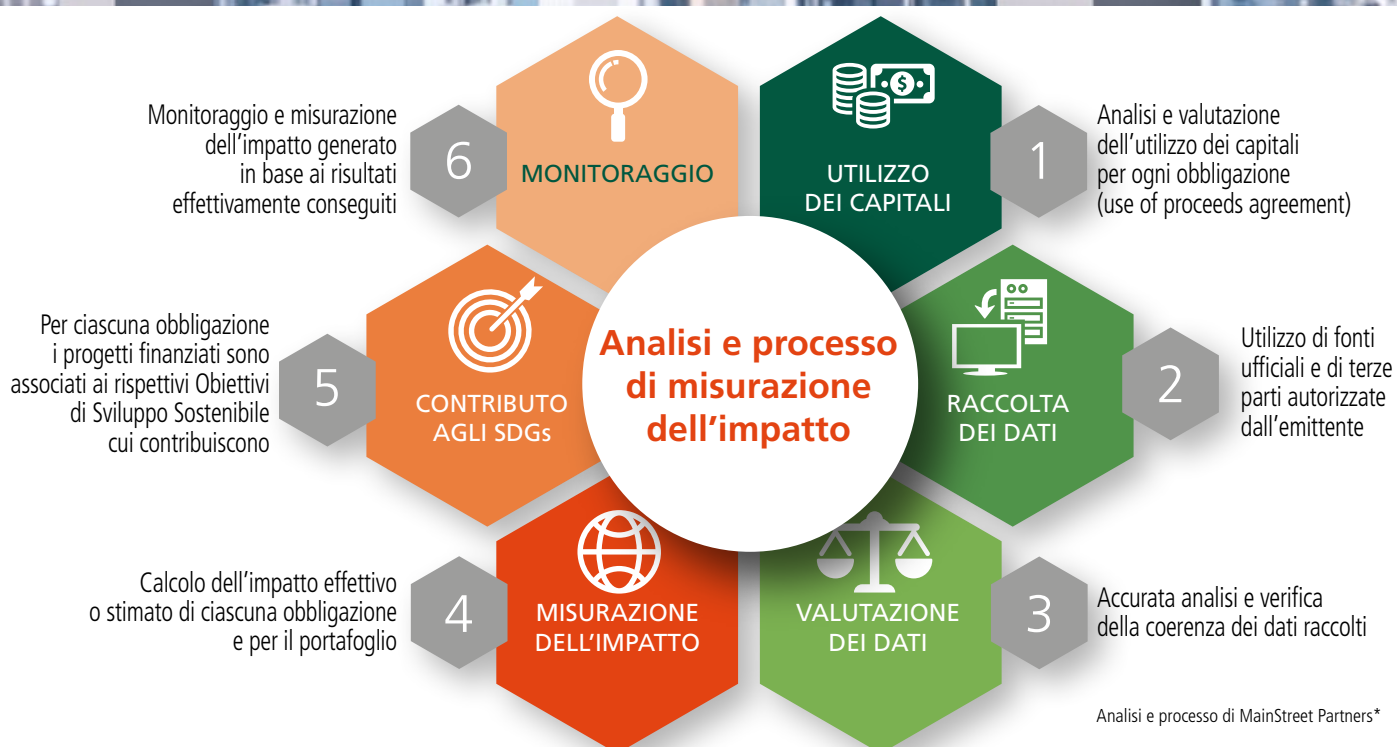 Analisi e processo
di misurazione
dell'impatto
UTILIZZO
DEI CAPITALI
1
Analisi e valutazione
dell'utilizzo dei capitali
per ogni obbligazione
(use of proceeds agreement)
RACCOLTA
DEI DATI
2
Utilizzo di fonti
ufficiali e di terze
parti autorizzate
dall'emittente
VALUTAZIONE
DEI DATI
3
Accurata analisi e verifica
della coerenza dei dati raccolti
MISURAZIONE
DELL'IMPATTO
4
Calcolo dell'impatto effettivo
o stimato di ciascuna obbligazione
e per il portafoglio
CONTRIBUTO
AGLI SDGs
5
Per ciascuna obbligazione
i progetti finanziati sono
associati ai rispettivi Obiettivi
di Sviluppo Sostenibile
cui contribuiscono
MONITORAGGIO
6
Monitoraggio e misurazione
dell'impatto generato
in base ai risultati
effettivamente conseguiti
Analisi e processo di MainStreet Partners*